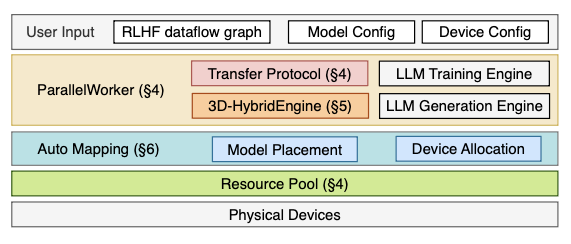 User Input RLHF dataflow graph Model Config Device Config
ParallelWorker (§4)
Transfer Protocol (§4) LLM Training Engine
3D-HybridEngine (§5) LLM Generation Engine
Auto Mapping (§6) Model Placement Device Allocation
Resource Pool (§4)
Physical Devices